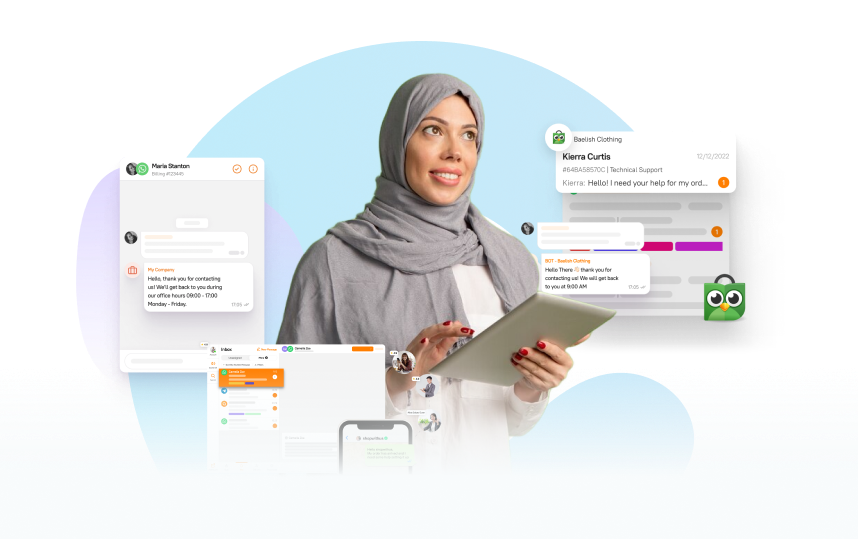 Maria Stanton
Billing #123445
My Company
Hello, thank you for contacting
us! We'll get back to you during
our office hours 09:00 - 17:00
Monday - Friday.
17:05
Baelish Clothing
Kierra Curtis
12/12/2022
#64BA58570C | Technical Support
Kierra: Hello! I need your help for my ord...
1
1
BOT - Baelish Clothing
Hello There 👋 thank you for
contacting us! We will get back
to you at 9:00 AM
17:05
Inbox